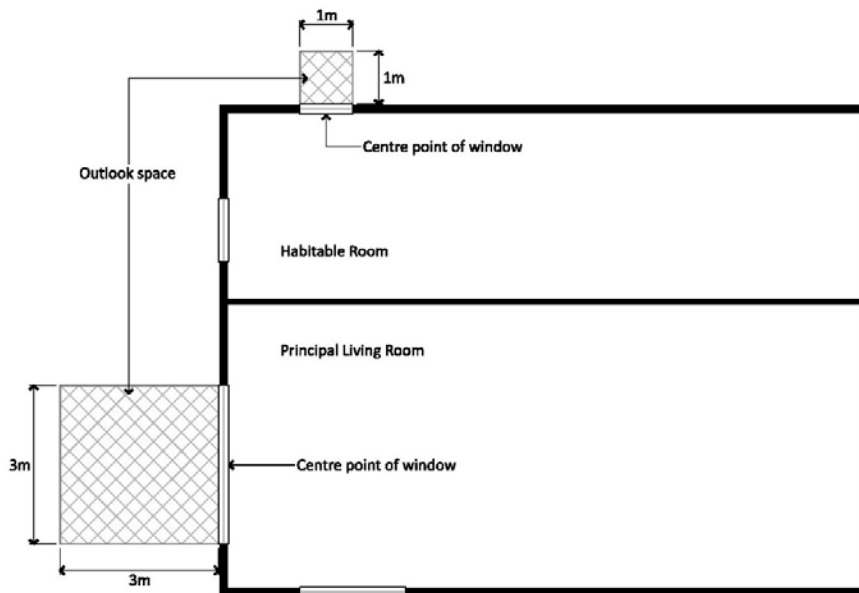 1m
1m
Centre point of window
Outlook space
Habitable Room
Principal Living Room
3m
Centre point of window
3m